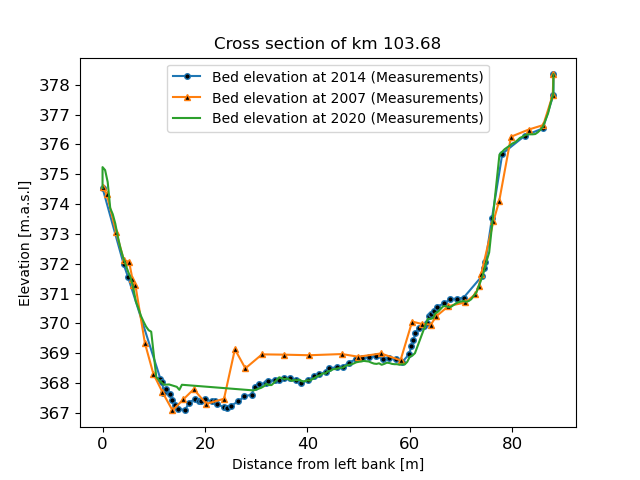 Cross section of km 103.68
Bed elevation at 2014 (Measurements)
Bed elevation at 2007 (Measurements)
Bed elevation at 2020 (Measurements)
378
377
376
375
374
373
372
371
370
369
368
367
Elevation [m.a.s.l]
0 20 40 60 80
Distance from left bank [m]